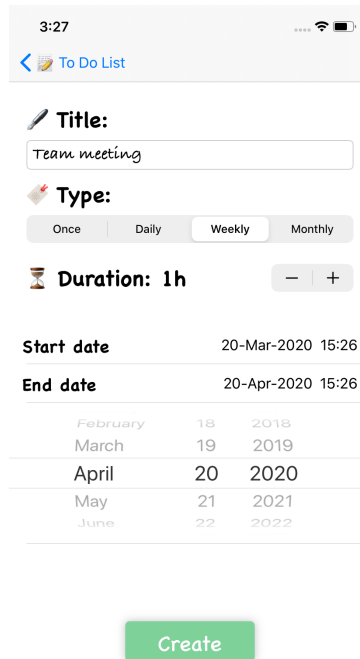 3:27
To Do List
Title:
Team meeting
Type:
Once Daily Weekly Monthly
Duration: 1h − +
Start date 20-Mar-2020 15:26
End date 20-Apr-2020 15:26
February 18 2018
March 19 2019
April 20 2020
May 21 2021
June 22 2022
Create